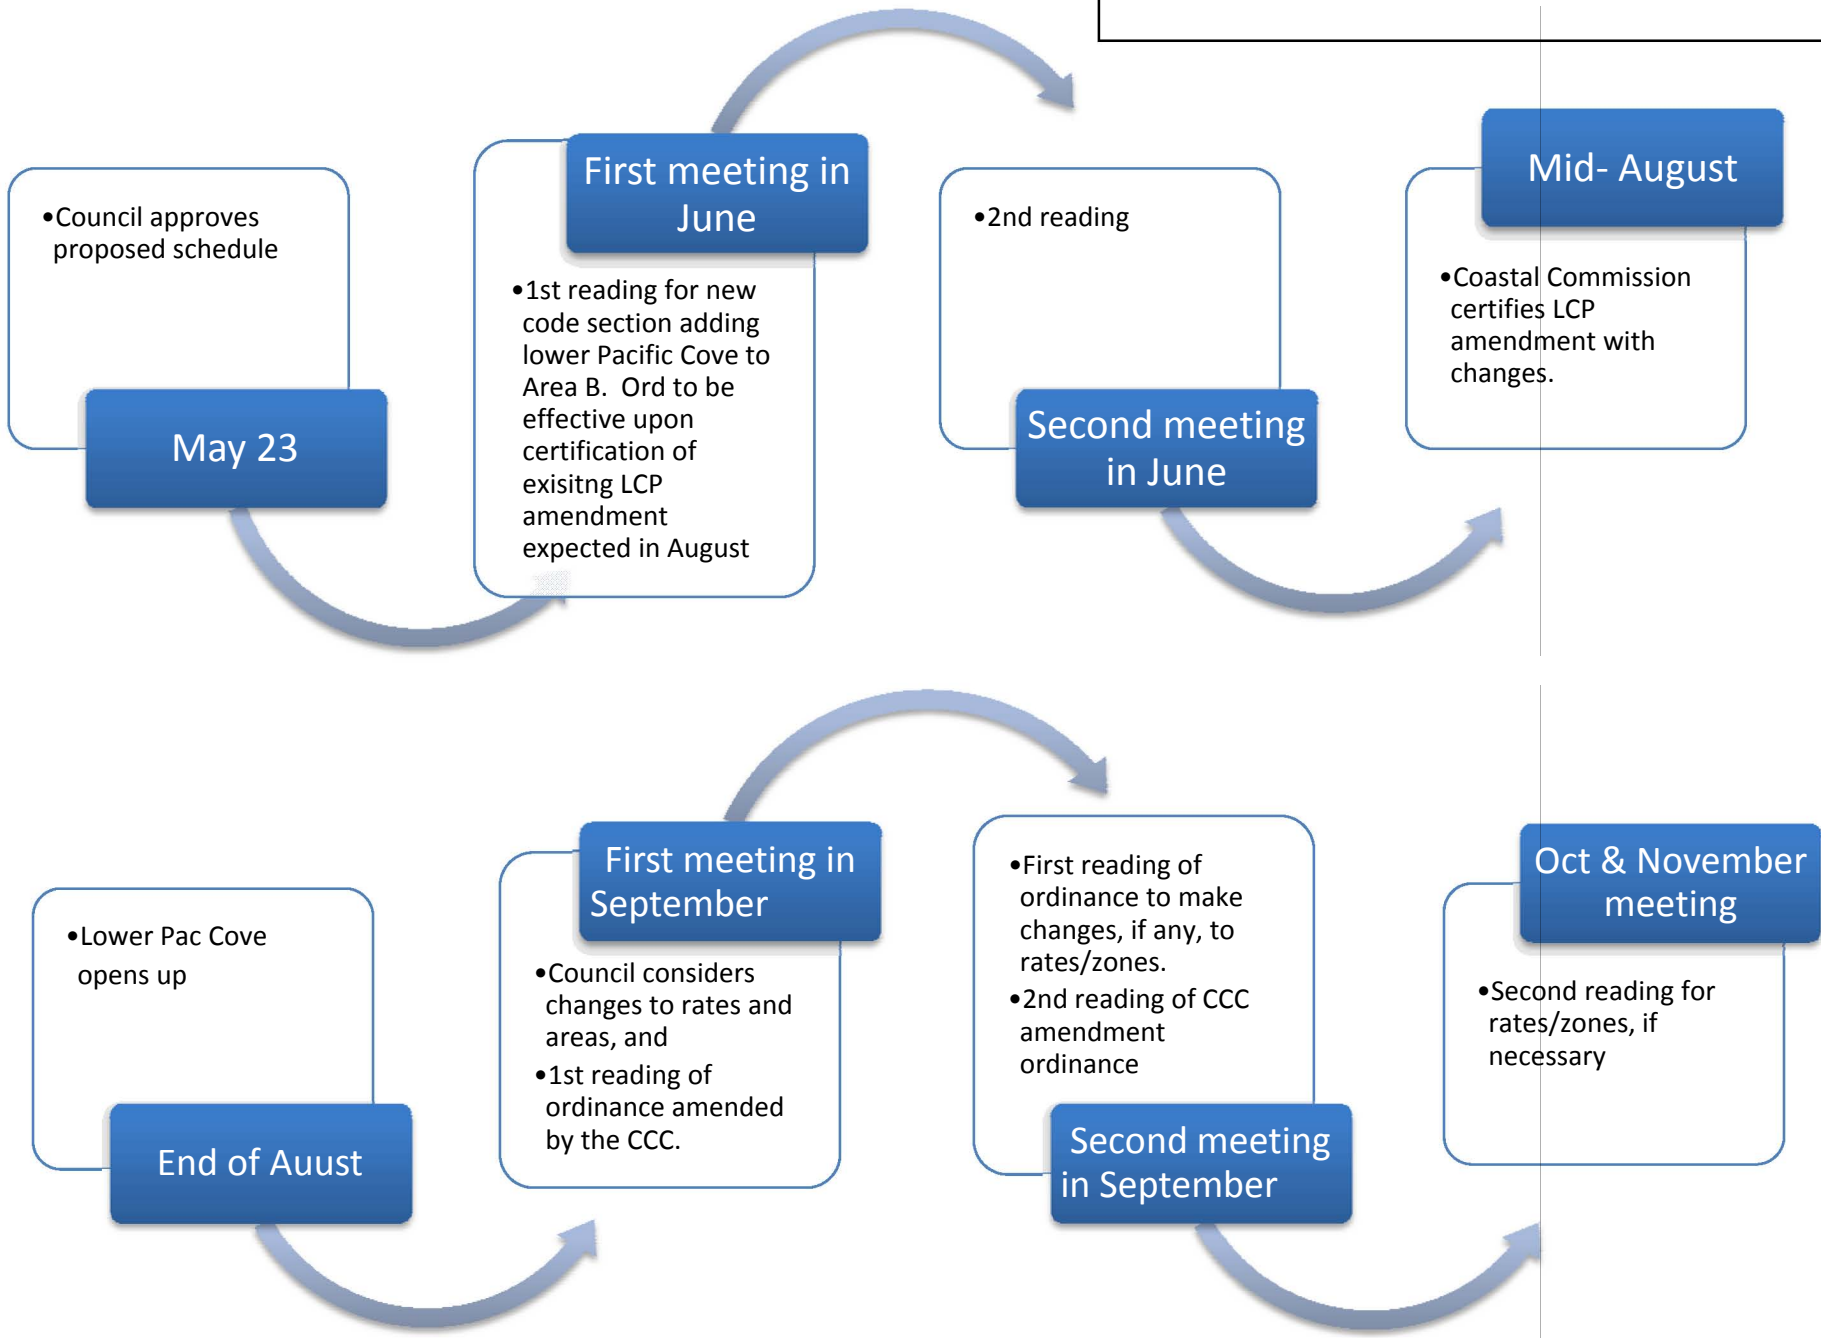 •Council approves
proposed schedule
May 23
First meeting in
June
•1st reading for new
code section adding
lower Pacific Cove to
Area B.  Ord to be
effective upon
certification of
exisitng LCP
amendment
expected in August
•2nd reading
Second meeting
in June
Mid- August
•Coastal Commission
certifies LCP
amendment with
changes.
•Lower Pac Cove
opens up
End of Auust
First meeting in
September
•Council considers
changes to rates and
areas, and
•1st reading of
ordinance amended
by the CCC.
•First reading of
ordinance to make
changes, if any, to
rates/zones.
•2nd reading of CCC
amendment
ordinance
Second meeting
in September
Oct & November
meeting
•Second reading for
rates/zones, if
necessary